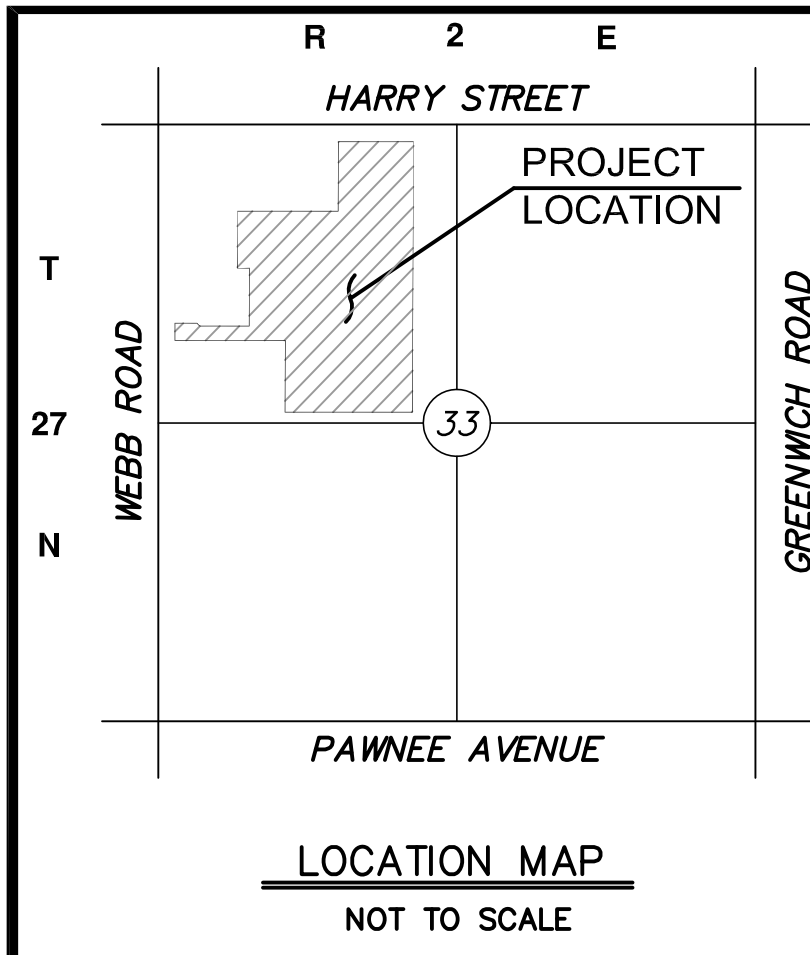 R 2 E
HARRY STREET
PROJECT
LOCATION
T
27
N
WEBB ROAD
33
GREENWICH ROAD
PAWNEE AVENUE
LOCATION MAP
NOT TO SCALE